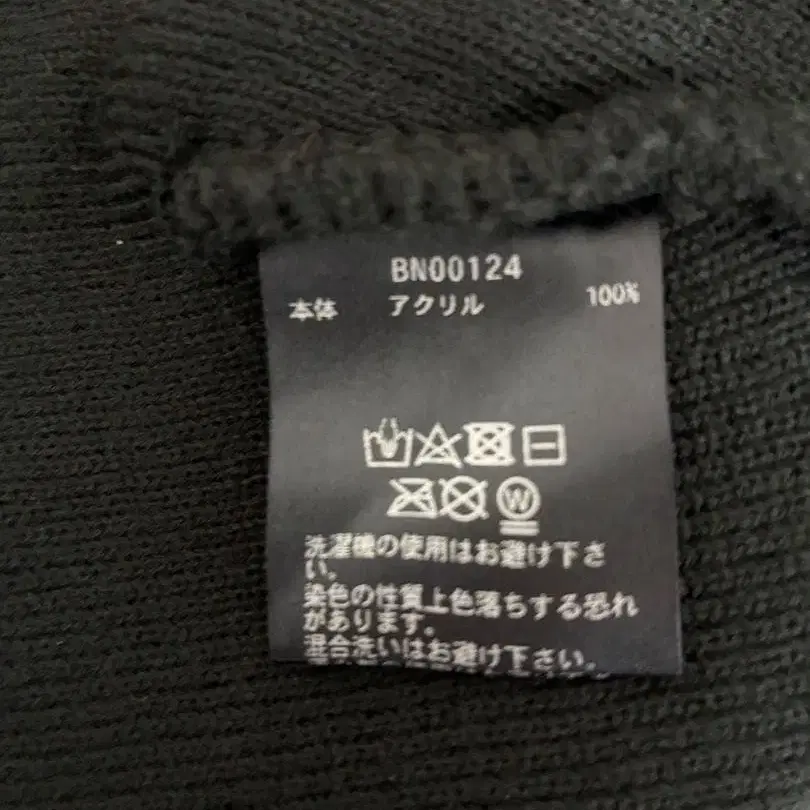 BN00124
本体 アクリル 100%
W
洗濯機の使用はお避け下さ
い。
染色の性質上色落ちする恐れ
があります。
混合洗いはお避け下さい。